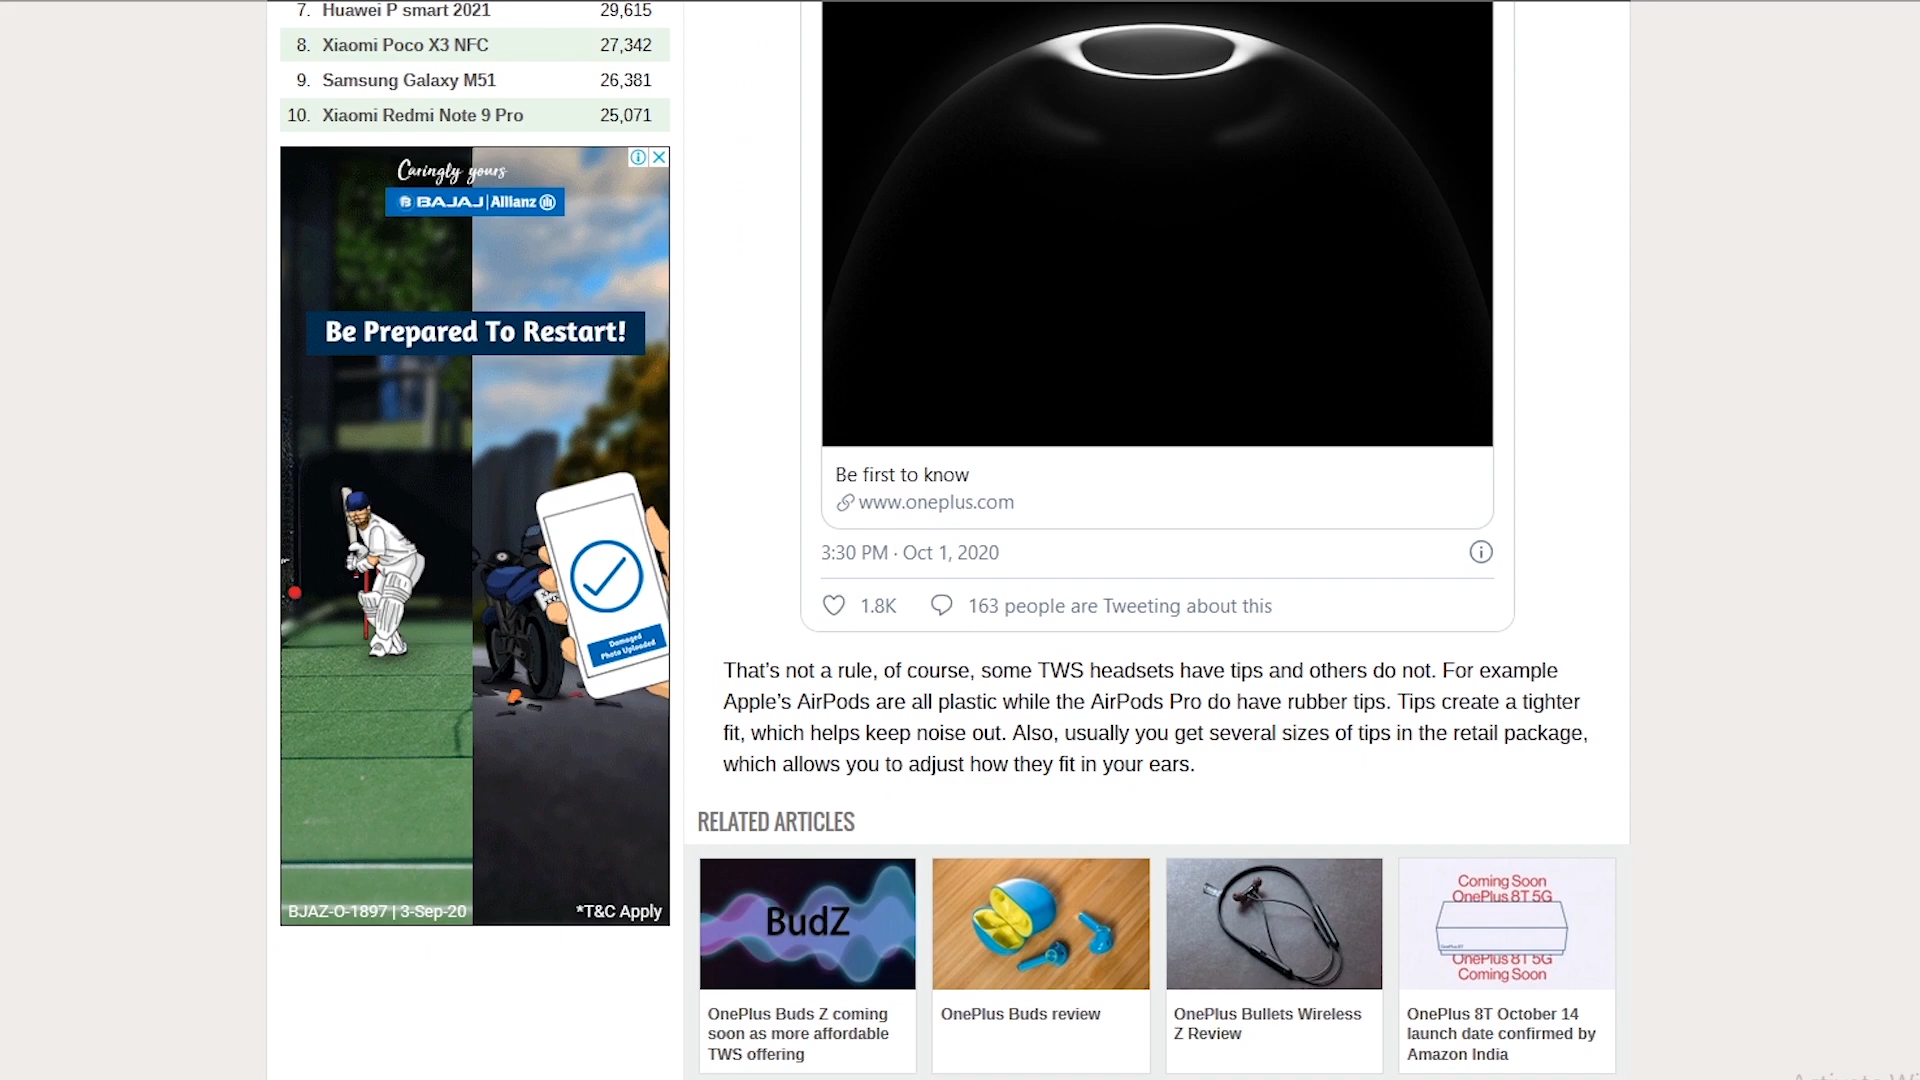 7. Huawei P smart 2021 29,615
8. Xiaomi Poco X3 NFC 27,342
9. Samsung Galaxy M51 26,381
10. Xiaomi Redmi Note 9 Pro 25,071
Caringly yours
BAJAJ | Allianz
Be Prepared To Restart!
Damaged
Photo Uploaded
BJAZ-O-1897 | 3-Sep-20 *T&C Apply
Be first to know
www.oneplus.com
3:30 PM · Oct 1, 2020
1.8K 163 people are Tweeting about this
That's not a rule, of course, some TWS headsets have tips and others do not. For example
Apple's AirPods are all plastic while the AirPods Pro do have rubber tips. Tips create a tighter
fit, which helps keep noise out. Also, usually you get several sizes of tips in the retail package,
which allows you to adjust how they fit in your ears.
RELATED ARTICLES
BudZ
Coming Soon
OnePlus 8T 5G
OnePlus 8T 5G
Coming Soon
OnePlus Buds Z coming
soon as more affordable
TWS offering
OnePlus Buds review
OnePlus Bullets Wireless
Z Review
OnePlus 8T October 14
launch date confirmed by
Amazon India